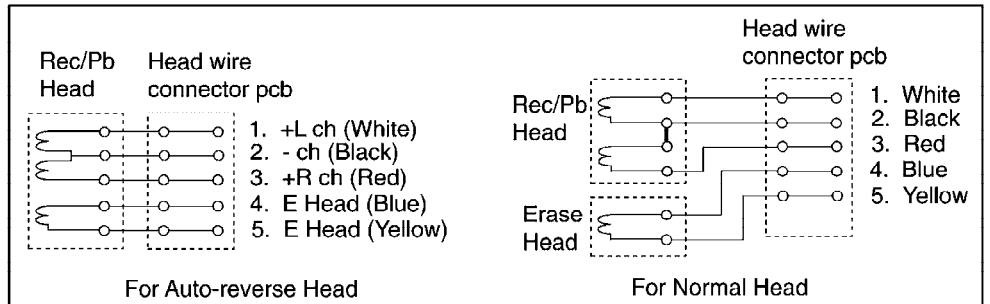 Rec/Pb
Head
Head wire
connector pcb
1. +L ch (White)
2. - ch (Black)
3. +R ch (Red)
4. E Head (Blue)
5. E Head (Yellow)
For Auto-reverse Head
Head wire
connector pcb
Rec/Pb
Head
1. White
2. Black
3. Red
4. Blue
5. Yellow
Erase
Head
For Normal Head